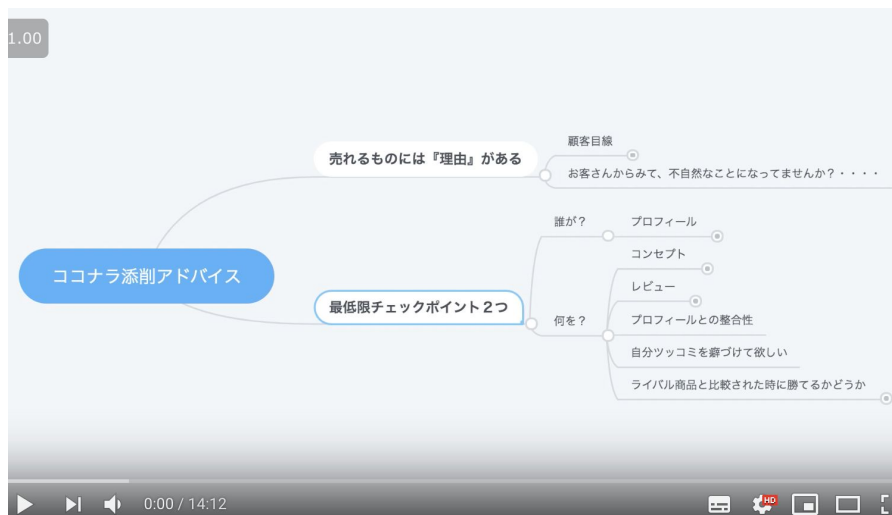 1.00
顧客目線
売れるものには『理由』がある
お客さんからみて、不自然なことになってませんか？・・・・
誰が？
プロフィール
コンセプト
ココナラ添削アドバイス
レビュー
最低限チェックポイント２つ
何を？
プロフィールとの整合性
自分ツッコミを癖づけて欲しい
ライバル商品と比較された時に勝てるかどうか
0:00 / 14:12
HD